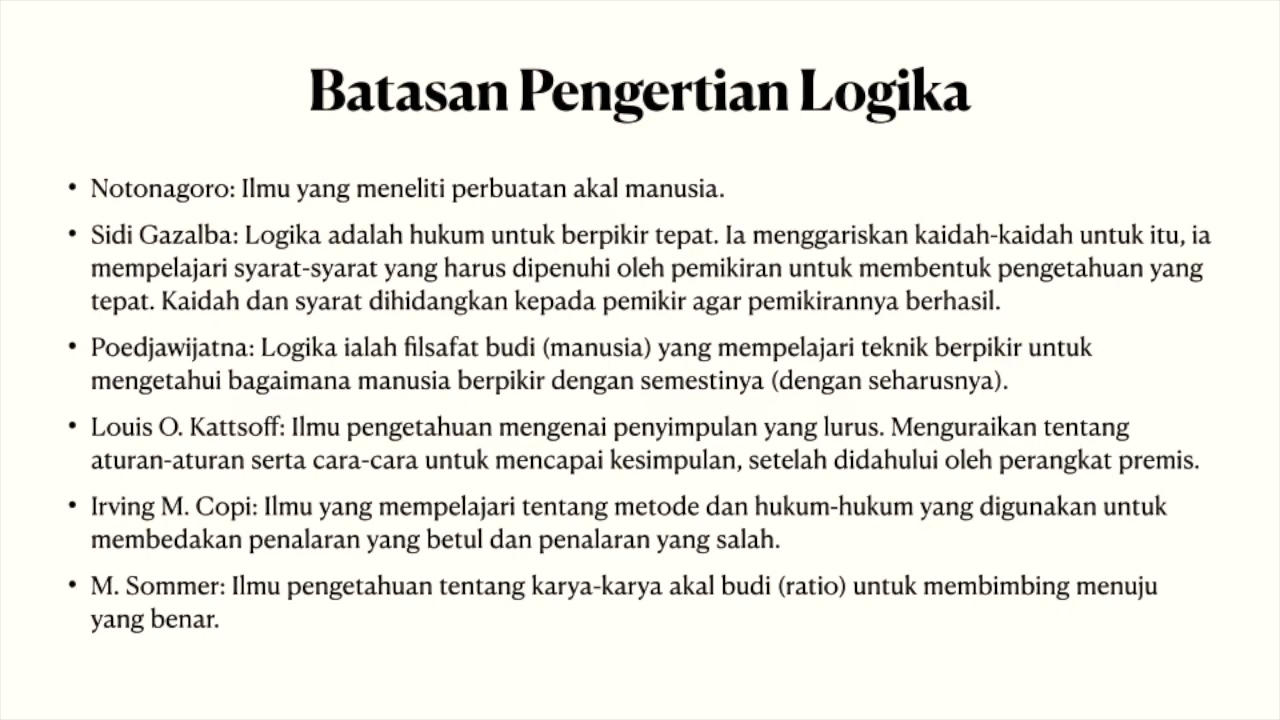 Batasan Pengertian Logika
• Notonagoro: Ilmu yang meneliti perbuatan akal manusia.
• Sidi Gazalba: Logika adalah hukum untuk berpikir tepat. Ia menggariskan kaidah-kaidah untuk itu, ia
mempelajari syarat-syarat yang harus dipenuhi oleh pemikiran untuk membentuk pengetahuan yang
tepat. Kaidah dan syarat dihidangkan kepada pemikir agar pemikirannya berhasil.
• Poedjawijatna: Logika ialah filsafat budi (manusia) yang mempelajari teknik berpikir untuk
mengetahui bagaimana manusia berpikir dengan semestinya (dengan seharusnya).
• Louis O. Kattsoff: Ilmu pengetahuan mengenai penyimpulan yang lurus. Menguraikan tentang
aturan-aturan serta cara-cara untuk mencapai kesimpulan, setelah didahului oleh perangkat premis.
• Irving M. Copi: Ilmu yang mempelajari tentang metode dan hukum-hukum yang digunakan untuk
membedakan penalaran yang betul dan penalaran yang salah.
• M. Sommer: Ilmu pengetahuan tentang karya-karya akal budi (ratio) untuk membimbing menuju
yang benar.